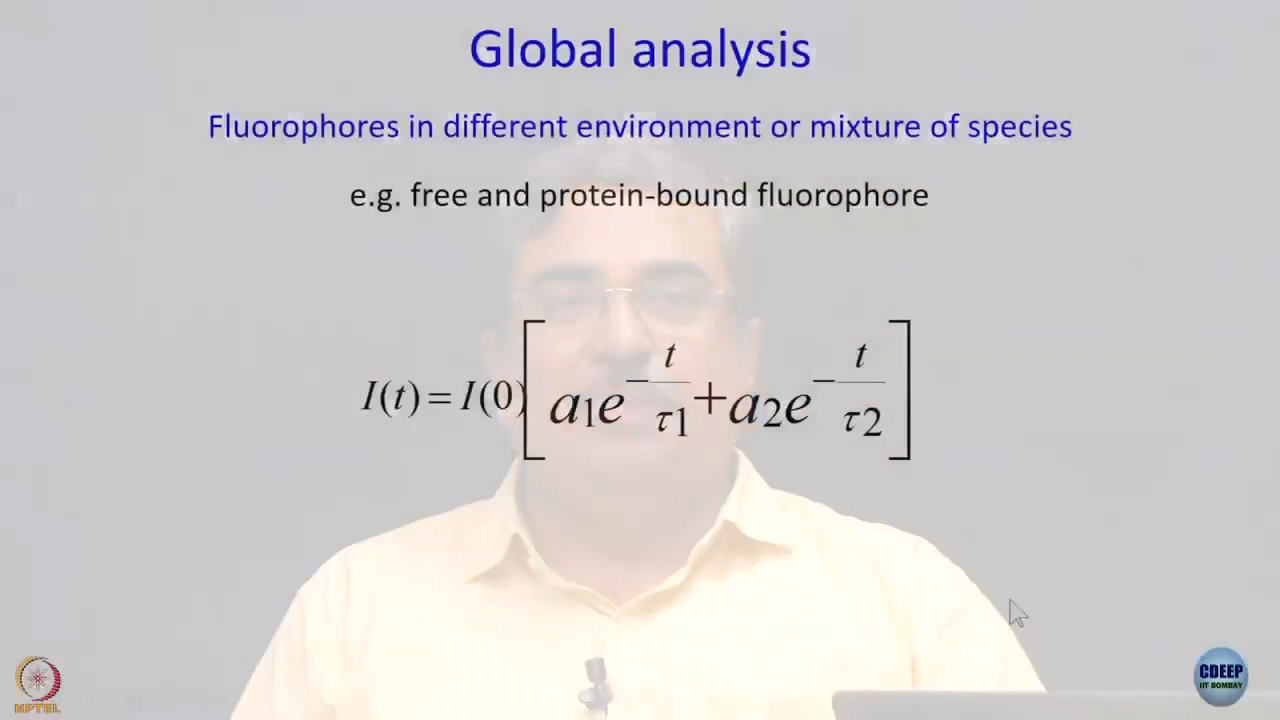 Global analysis
Fluorophores in different environment or mixture of species
e.g. free and protein-bound fluorophore
I(t) = I(0) [ a1e^(-t/τ1) + a2e^(-t/τ2) ]
NPTEL
CDEEP
IIT BOMBAY